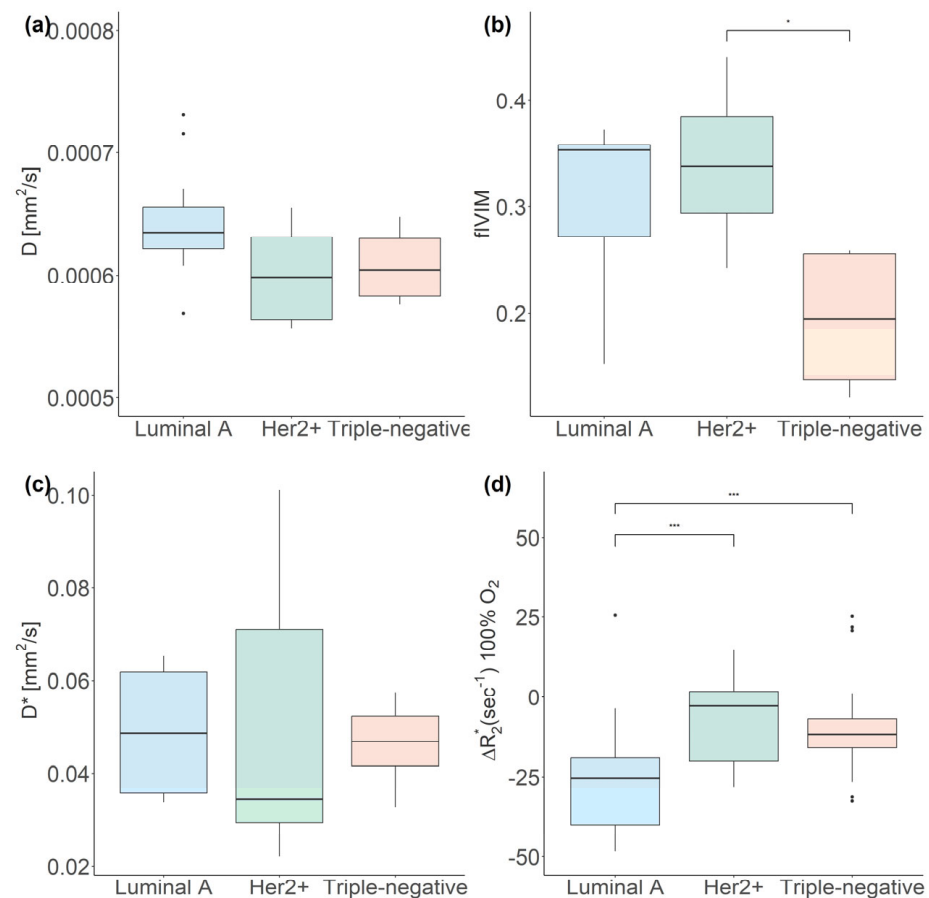 (a)
D [mm²/s]
0.0008
0.0007
0.0006
0.0005
Luminal A Her2+ Triple-negative
(b)
*
fIVIM
0.4
0.3
0.2
Luminal A Her2+ Triple-negative
(c)
D* [mm²/s]
0.10
0.08
0.06
0.04
0.02
Luminal A Her2+ Triple-negative
(d)
***
***
ΔR₂*(sec⁻¹) 100% O₂
50
25
0
-25
-50
Luminal A Her2+ Triple-negative